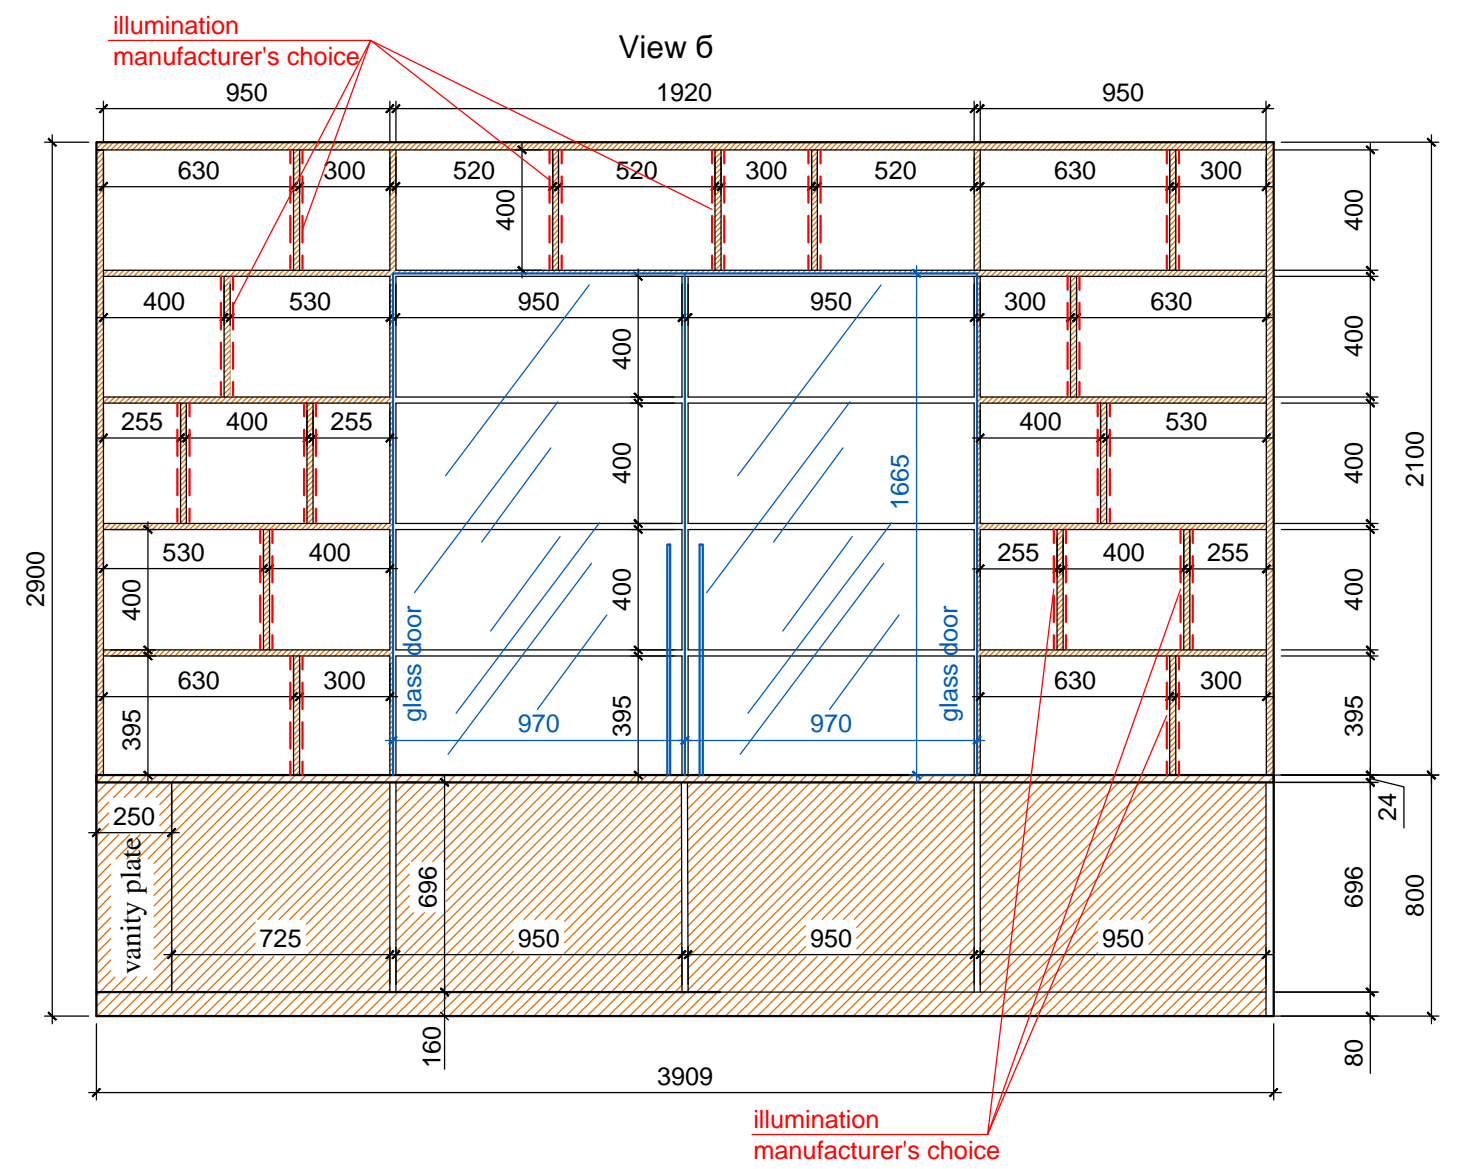 illumination
manufacturer's choice
View б
950 1920 950
630 300 520 520 300 520 630 300
400 400
400 530 950 950 300 630
400 400
255 400 255 400 530
400 1665 400 2100
2900
530 400 255 400 255
400 400 400
glass door glass door
630 300 630 300
395 970 395 970 395
24
250
vanity plate
696 696 800
725 950 950 950
160 80
3909
illumination
manufacturer's choice